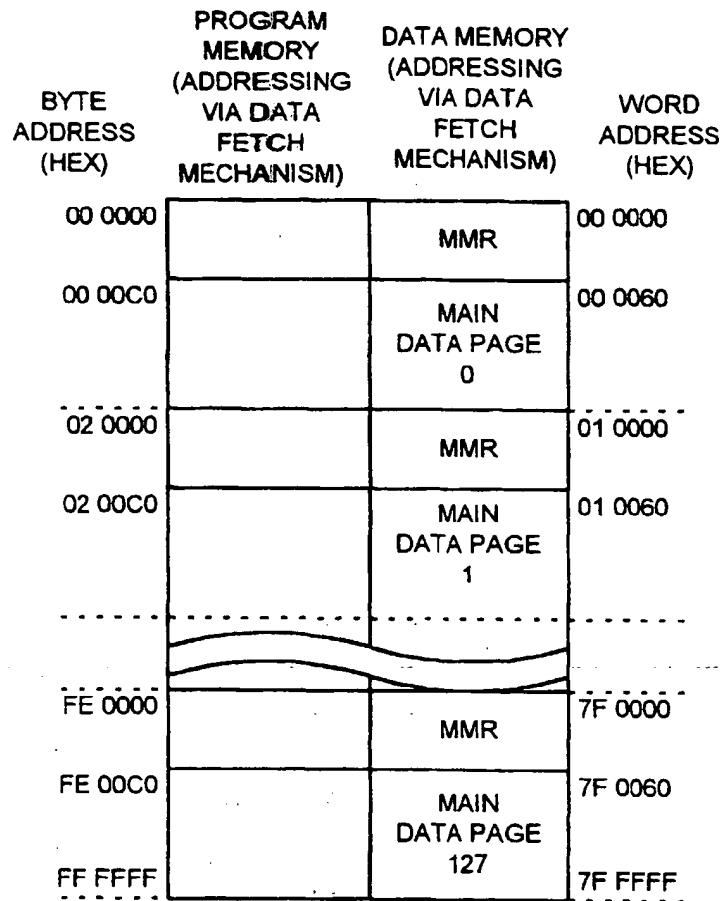 BYTE
ADDRESS
(HEX)
PROGRAM
MEMORY
(ADDRESSING
VIA DATA
FETCH
MECHANISM)
DATA MEMORY
(ADDRESSING
VIA DATA
FETCH
MECHANISM)
WORD
ADDRESS
(HEX)
00 0000
MMR
00 0000
00 00C0
MAIN
DATA PAGE
0
00 0060
02 0000
MMR
01 0000
02 00C0
MAIN
DATA PAGE
1
01 0060
FE 0000
MMR
7F 0000
FE 00C0
MAIN
DATA PAGE
127
7F 0060
FF FFFF
7F FFFF